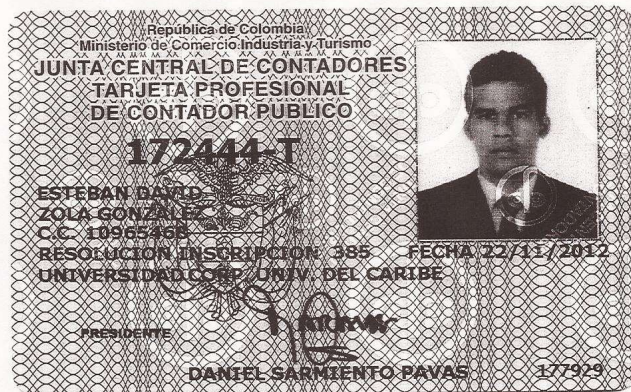 República de Colombia
Ministerio de Comercio Industria y Turismo
JUNTA CENTRAL DE CONTADORES
TARJETA PROFESIONAL
DE CONTADOR PUBLICO
172444-T
ESTEBAN DAVID
ZOLA GONZALEZ
C.C. 10965468
RESOLUCION INSCRIPCION 385 FECHA 22/11/2012
UNIVERSIDAD CORP. UNIV. DEL CARIBE
PRESIDENTE
DANIEL SARMIENTO PAVAS 177929